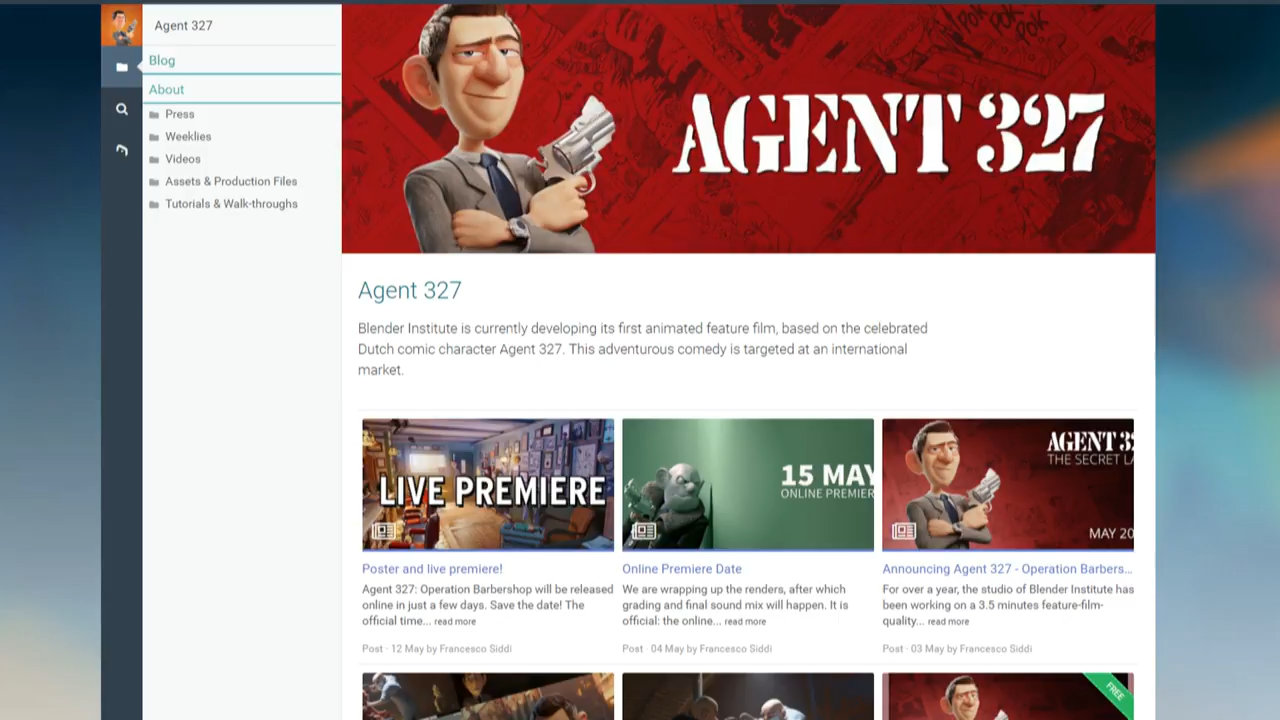 Agent 327
Blog
About
Press
Weeklies
Videos
Assets & Production Files
Tutorials & Walk-throughs
POK
POK
POK
AGENT 327
Agent 327
Blender Institute is currently developing its first animated feature film, based on the celebrated
Dutch comic character Agent 327. This adventurous comedy is targeted at an international
market.
LIVE PREMIERE
Poster and live premiere!
Agent 327: Operation Barbershop will be released
online in just a few days. Save the date! The
official time... read more
Post · 12 May by Francesco Siddi
15 MAY
ONLINE PREMIER
Online Premiere Date
We are wrapping up the renders, after which
grading and final sound mix will happen. It is
official: the online... read more
Post · 04 May by Francesco Siddi
AGENT 32
THE SECRET LA
MAY 20
Announcing Agent 327 - Operation Barbers...
For over a year, the studio of Blender Institute has
been working on a 3.5 minutes feature-film-
quality... read more
Post · 03 May by Francesco Siddi
FREE